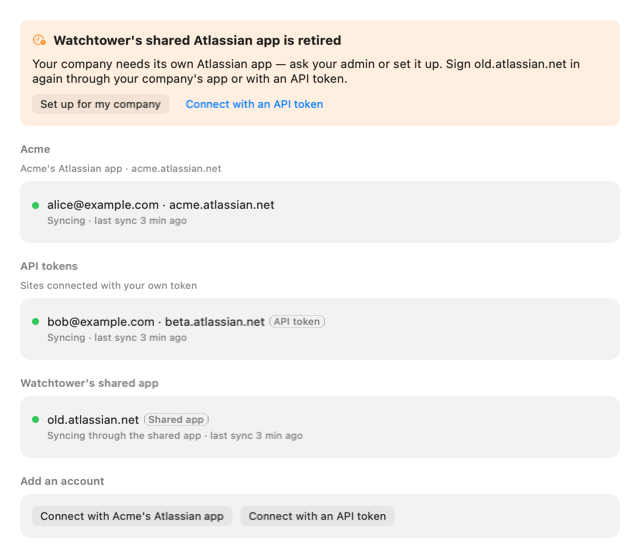 Watchtower's shared Atlassian app is retired
Your company needs its own Atlassian app — ask your admin or set it up. Sign old.atlassian.net in
again through your company's app or with an API token.
Set up for my company
Connect with an API token
Acme
Acme's Atlassian app · acme.atlassian.net
alice@example.com · acme.atlassian.net
Syncing · last sync 3 min ago
API tokens
Sites connected with your own token
bob@example.com · beta.atlassian.net API token
Syncing · last sync 3 min ago
Watchtower's shared app
old.atlassian.net Shared app
Syncing through the shared app · last sync 3 min ago
Add an account
Connect with Acme's Atlassian app
Connect with an API token